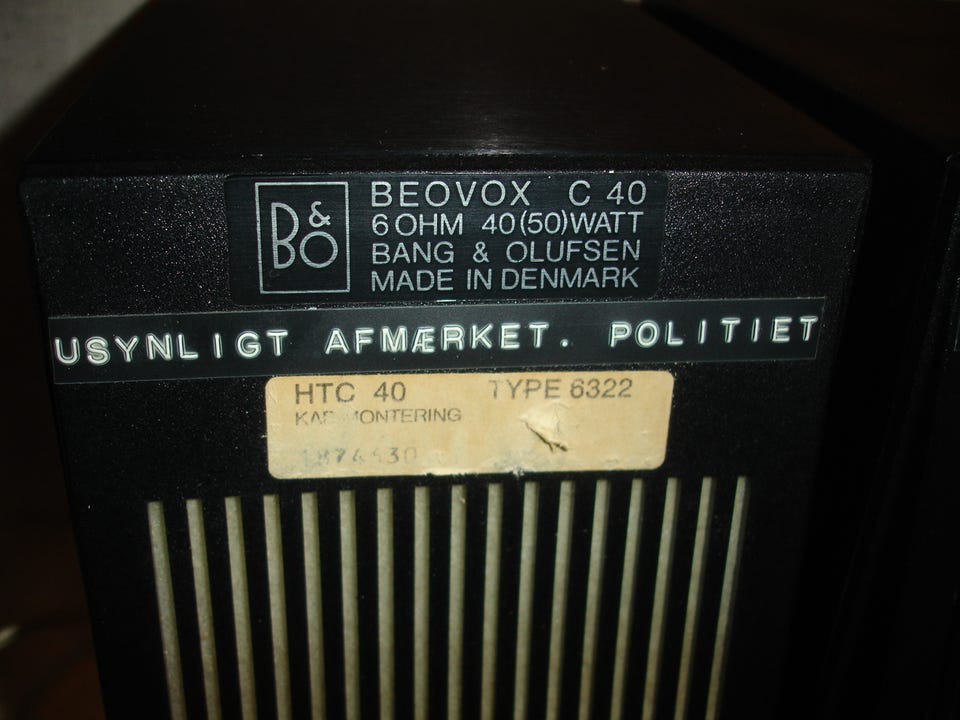 B&O
BEOVOX C 40
6 OHM 40(50)WATT
BANG & OLUFSEN
MADE IN DENMARK
USYNLIGT AFMÆRKET. POLITIET
HTC 40 TYPE 6322